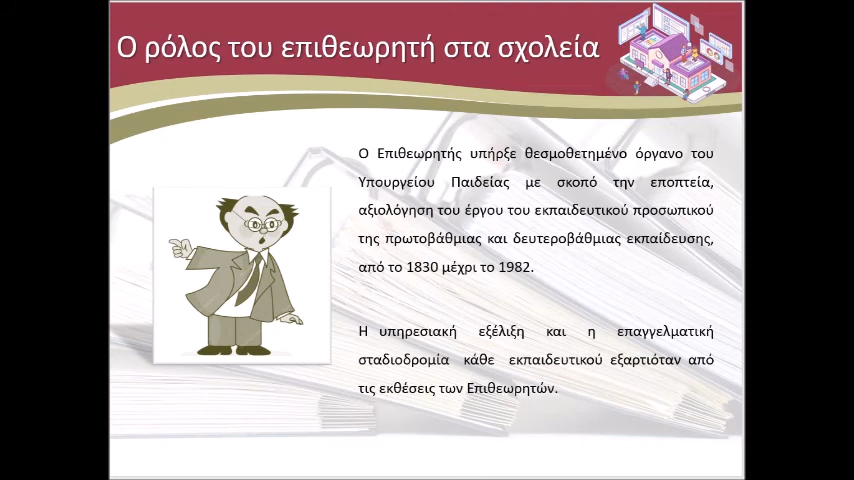 Ο ρόλος του επιθεωρητή στα σχολεία
Ο Επιθεωρητής υπήρξε θεσμοθετημένο όργανο του
Υπουργείου Παιδείας με σκοπό την εποπτεία,
αξιολόγηση του έργου του εκπαιδευτικού προσωπικού
της πρωτοβάθμιας και δευτεροβάθμιας εκπαίδευσης,
από το 1830 μέχρι το 1982.
Η υπηρεσιακή εξέλιξη και η επαγγελματική
σταδιοδρομία κάθε εκπαιδευτικού εξαρτιόταν από
τις εκθέσεις των Επιθεωρητών.